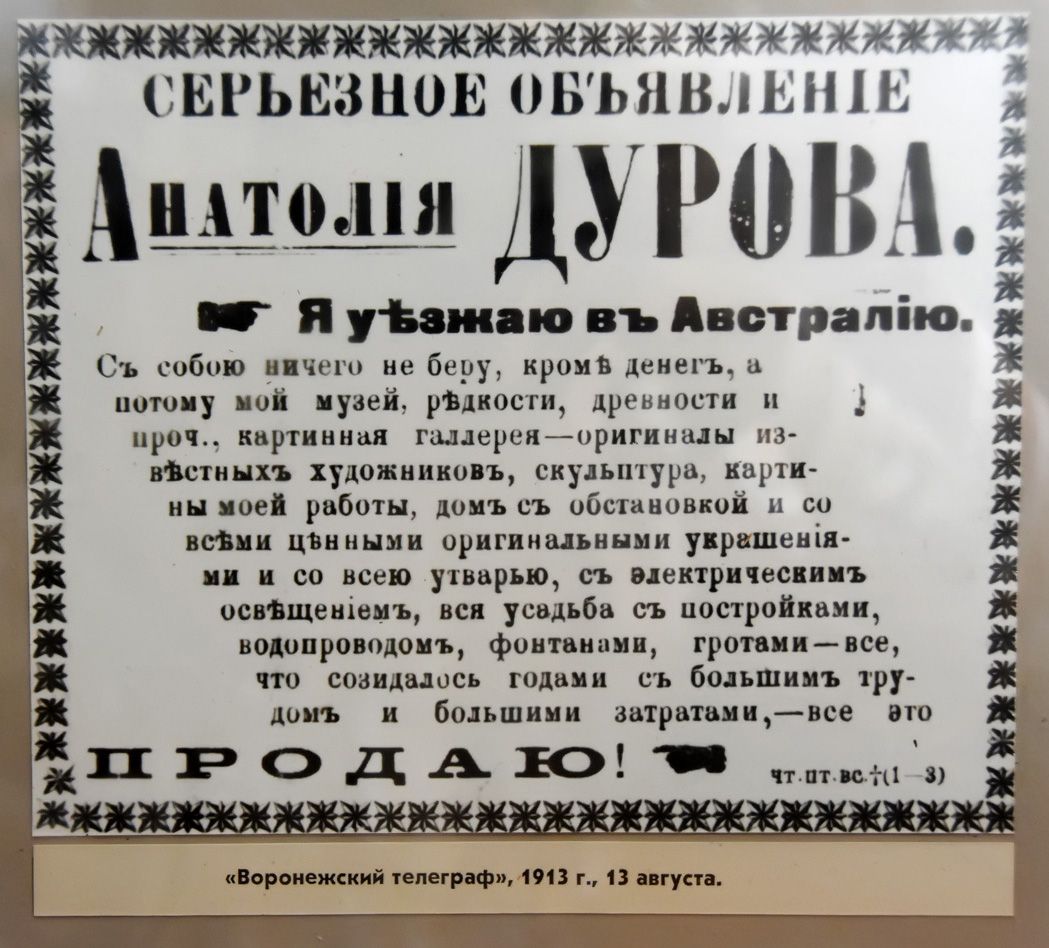 СЕРЬЕЗНОЕ ОБЪЯВЛЕНІЕ
Анатолія ДУРОВА.
Я уѣзжаю въ Австралію.
Съ собою ничего не беру, кромѣ денегъ, а
потому мой музей, рѣдкости, древности и
проч., картинная галлерея—оригиналы из-
вѣстныхъ художниковъ, скульптура, карти-
ны моей работы, домъ съ обстановкой и со
всѣми цѣнными оригинальными украшенія-
ми и со всею утварью, съ электрическимъ
освѣщеніемъ, вся усадьба съ постройками,
водопроводомъ, фонтанами, гротами—все,
что созидалось годами съ большимъ тру-
домъ и большими затратами,—все это
ПРОДАЮ!
чт.пт.вс.†(1—3)
«Воронежский телеграф», 1913 г., 13 августа.